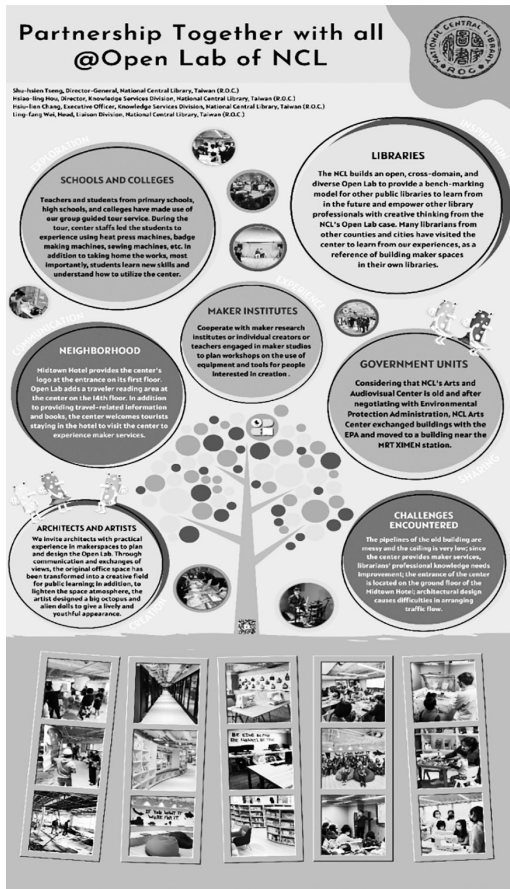 Partnership Together with all
@Open Lab of NCL
NATIONAL CENTRAL LIBRARY
R.O.C.
Shu-hsien Tseng, Director-General, National Central Library, Taiwan (R.O.C.)
Hsiao-ling Hou, Director, Knowledge Services Division, National Central Library, Taiwan (R.O.C.)
Hsiu-lien Chang, Executive Officer, Knowledge Services Division, National Central Library, Taiwan (R.O.C.)
Ling-fang Wei, Head, Liaison Division, National Central Library, Taiwan (R.O.C.)
EXPLORATION
SCHOOLS AND COLLEGES
Teachers and students from primary schools,
high schools, and colleges have made use of
our group guided tour service. During the
tour, center staffs led the students to
experience using heat press machines, badge
making machines, sewing machines, etc. In
addition to taking home the works, most
importantly, students learn new skills and
understand how to utilize the center.
INSPIRATION
LIBRARIES
The NCL builds an open, cross-domain, and
diverse Open Lab to provide a bench-marking
model for other public libraries to learn from
in the future and empower other library
professionals with creative thinking from the
NCL's Open Lab case. Many librarians from
other counties and cities have visited the
center to learn from our experiences, as a
reference of building maker spaces
in their own libraries.
EXPERIENCE
MAKER INSTITUTES
Cooperate with maker research
institutes or individual creators or
teachers engaged in maker studios
to plan workshops on the use of
equipment and tools for people
interested in creation .
COMMUNICATION
NEIGHBORHOOD
Midtown Hotel provides the center's
logo at the entrance on its first floor.
Open Lab adds a traveler reading area
at the center on the 14th floor. In addition
to providing travel-related information
and books, the center welcomes tourists
staying in the hotel to visit the center to
experience maker services.
GOVERNMENT UNITS
Considering that NCL's Arts and
Audiovisual Center is old and after
negotiating with Environmental
Protection Administration, NCL Arts
Center exchanged buildings with the
EPA and moved to a building near the
MRT XIMEN station.
SHARING
ARCHITECTS AND ARTISTS
We invite architects with practical
experience in makerspaces to plan
and design the Open Lab. Through
communication and exchanges of
views, the original office space has
been transformed into a creative field
for public learning; in addition, to
lighten the space atmosphere, the
artist designed a big octopus and
alien dolls to give a lively and
youthful appearance.
CREATION
CHALLENGES
ENCOUNTERED
The pipelines of the old building are
messy and the ceiling is very low; since
the center provides maker services,
librarians' professional knowledge needs
improvement; the entrance of the center
is located on the ground floor of the
Midtown Hotel; architectural design
causes difficulties in arranging
traffic flow.